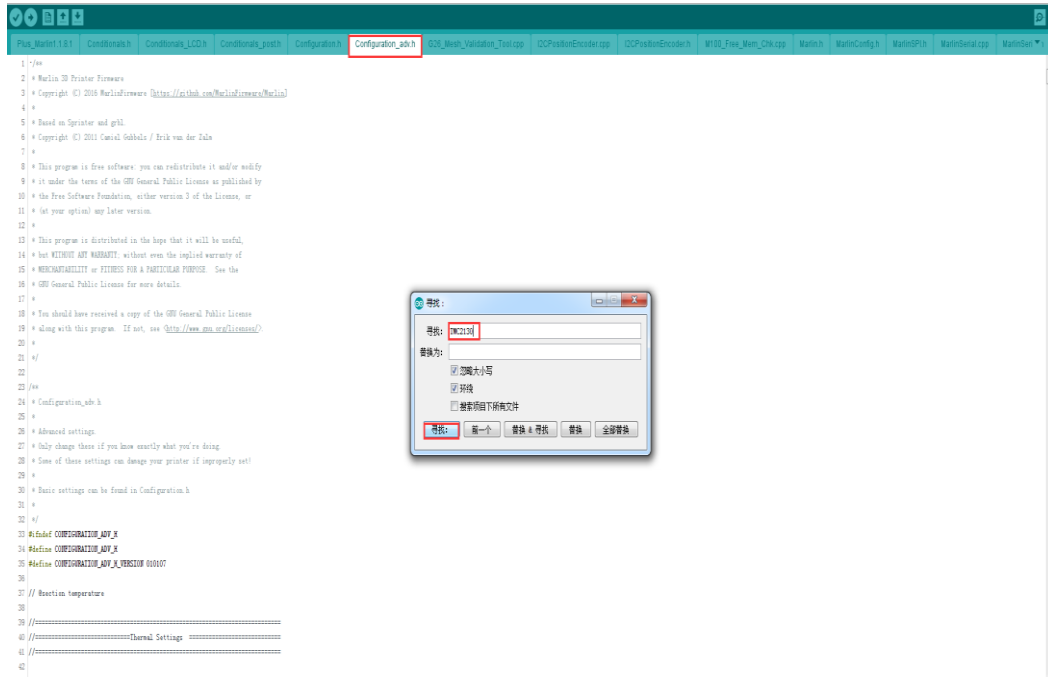 Plus_Marlin1.1.8.1 Conditionals.h Conditionals_LCD.h Conditionals_post.h Configuration.h Configuration_adv.h G26_Mesh_Validation_Tool.cpp I2CPositionEncoder.cpp I2CPositionEncoder.h M100_Free_Mem_Chk.cpp Marlin.h MarlinConfig.h MarlinSPI.h MarlinSerial.cpp MarlinSeri
1 /**
2 * Marlin 3D Printer Firmware
3 * Copyright (C) 2016 MarlinFirmware [https://github.com/MarlinFirmware/Marlin]
4 *
5 * Based on Sprinter and grbl.
6 * Copyright (C) 2011 Camiel Gubbels / Erik van der Zalm
7 *
8 * This program is free software: you can redistribute it and/or modify
9 * it under the terms of the GNU General Public License as published by
10 * the Free Software Foundation, either version 3 of the License, or
11 * (at your option) any later version.
12 *
13 * This program is distributed in the hope that it will be useful,
14 * but WITHOUT ANY WARRANTY; without even the implied warranty of
15 * MERCHANTABILITY or FITNESS FOR A PARTICULAR PURPOSE. See the
16 * GNU General Public License for more details.
17 *
18 * You should have received a copy of the GNU General Public License
19 * along with this program. If not, see <http://www.gnu.org/licenses/>.
20 *
21 */
22
23 /**
24 * Configuration_adv.h
25 *
26 * Advanced settings.
27 * Only change these if you know exactly what you're doing.
28 * Some of these settings can damage your printer if improperly set!
29 *
30 * Basic settings can be found in Configuration.h
31 *
32 */
33 #ifndef CONFIGURATION_ADV_H
34 #define CONFIGURATION_ADV_H
35 #define CONFIGURATION_ADV_H_VERSION 010107
36
37 // @section temperature
38
39 //===========================================================================
40 //=============================Thermal Settings ============================
41 //===========================================================================
42
寻找:
寻找: TMC2130
替换为:
忽略大小写
环绕
搜索项目下所有文件
寻找: 前一个 替换 & 寻找 替换 全部替换